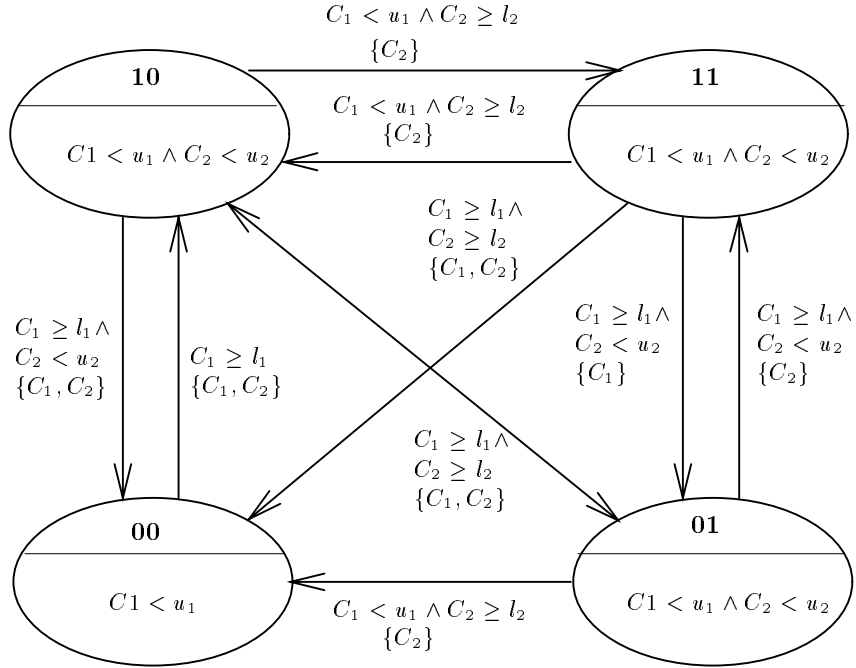 C₁ < u₁ ∧ C₂ ≥ l₂
{C₂}
10
11
C₁ < u₁ ∧ C₂ ≥ l₂
{C₂}
C1 < u₁ ∧ C₂ < u₂
C1 < u₁ ∧ C₂ < u₂
C₁ ≥ l₁∧
C₂ ≥ l₂
{C₁, C₂}
C₁ ≥ l₁∧
C₂ < u₂
{C₁, C₂}
C₁ ≥ l₁
{C₁, C₂}
C₁ ≥ l₁∧
C₂ < u₂
{C₁}
C₁ ≥ l₁∧
C₂ < u₂
{C₂}
C₁ ≥ l₁∧
C₂ ≥ l₂
{C₁, C₂}
00
01
C1 < u₁
C₁ < u₁ ∧ C₂ ≥ l₂
{C₂}
C1 < u₁ ∧ C₂ < u₂